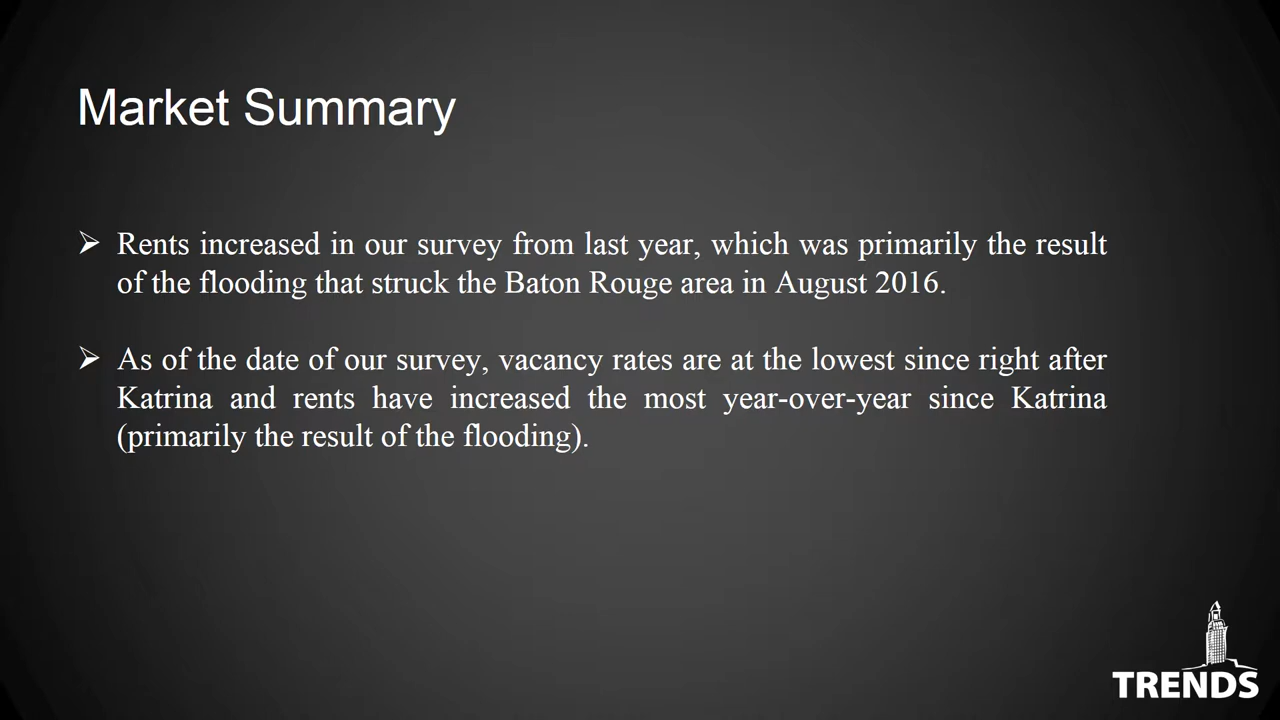 Market Summary
➢ Rents increased in our survey from last year, which was primarily the result
of the flooding that struck the Baton Rouge area in August 2016.
➢ As of the date of our survey, vacancy rates are at the lowest since right after
Katrina and rents have increased the most year-over-year since Katrina
(primarily the result of the flooding).
TRENDS